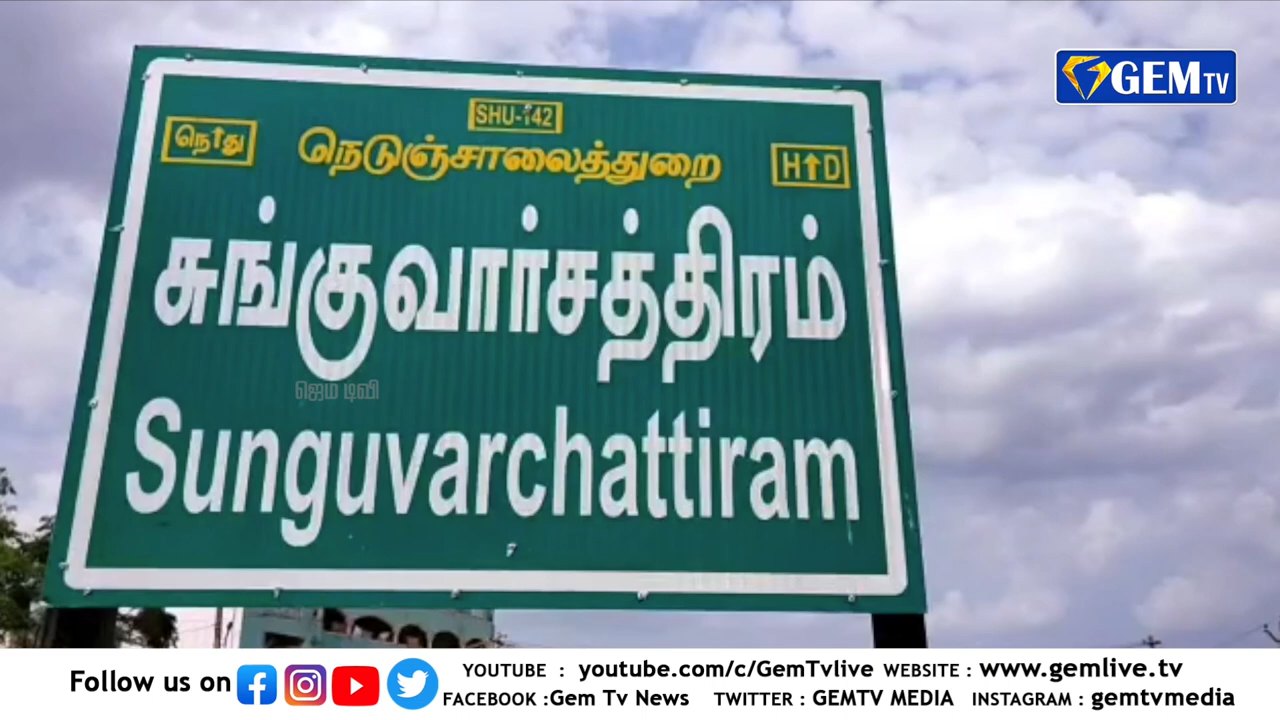 GEM TV
SHU-142
நெ↑து
நெடுஞ்சாலைத்துறை
H↑D
சுங்குவார்சத்திரம்
ஜெம் டிவி
Sunguvarchattiram
Follow us on
YOUTUBE : youtube.com/c/GemTvlive WEBSITE : www.gemlive.tv
FACEBOOK :Gem Tv News TWITTER : GEMTV MEDIA INSTAGRAM : gemtvmedia